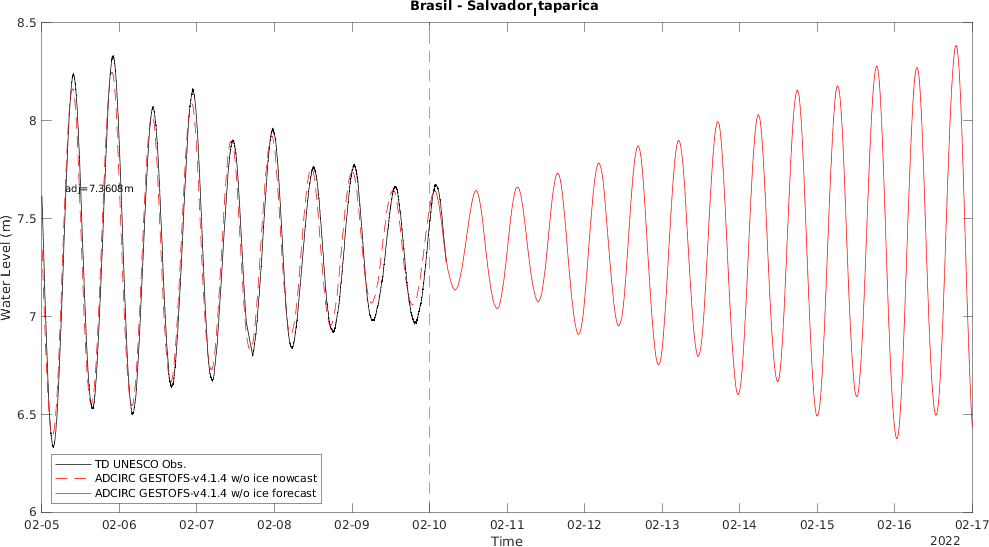 Brasil - Salvador,taparica
8.5
8
7.5
7
6.5
6
Water Level (m)
adj=7.3608m
TD UNESCO Obs.
ADCIRC GESTOFS-v4.1.4 w/o ice nowcast
ADCIRC GESTOFS-v4.1.4 w/o ice forecast
02-05 02-06 02-07 02-08 02-09 02-10 02-11 02-12 02-13 02-14 02-15 02-16 02-17
Time
2022